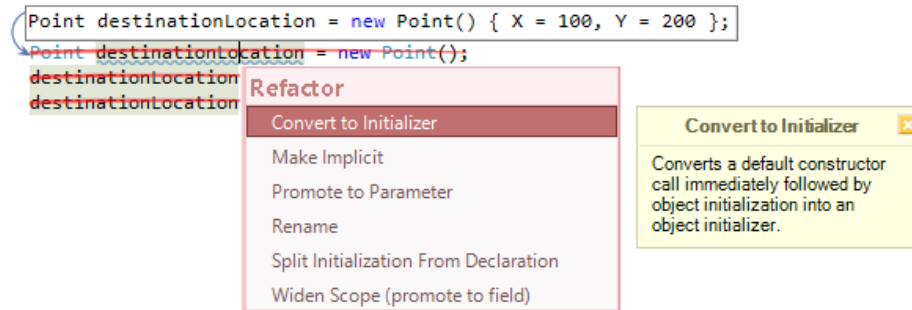 Point destinationLocation = new Point() { X = 100, Y = 200 };
Point destinationLocation = new Point();
destinationLocation
destinationLocation
Refactor
Convert to Initializer
Make Implicit
Promote to Parameter
Rename
Split Initialization From Declaration
Widen Scope (promote to field)
Convert to Initializer
Converts a default constructor
call immediately followed by
object initialization into an
object initializer.